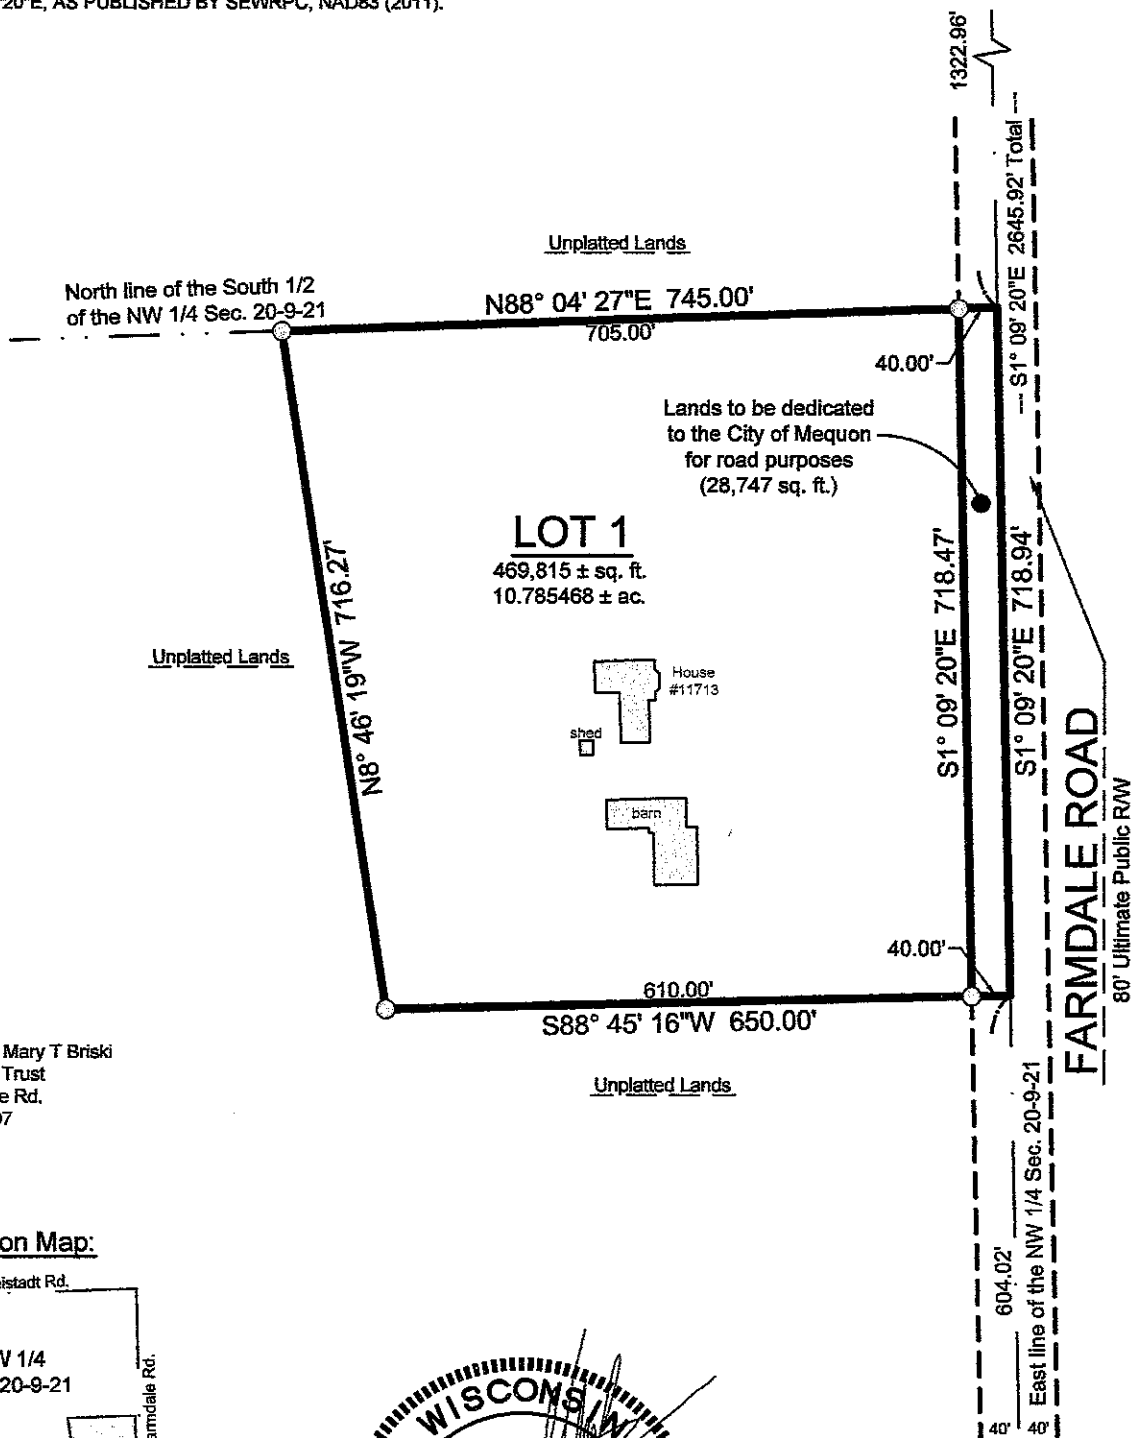 20"E, AS PUBLISHED BY SEWRPC, NAD83 (2011).
1322.96'
--- S1° 09' 20"E 2645.92' Total ---
Unplatted Lands
North line of the South 1/2
of the NW 1/4 Sec. 20-9-21
N88° 04' 27"E 745.00'
705.00'
40.00'
Lands to be dedicated
to the City of Mequon
for road purposes
(28,747 sq. ft.)
LOT 1
469,815 ± sq. ft.
10.785468 ± ac.
N8° 46' 19"W 716.27'
S1° 09' 20"E 718.47'
S1° 09' 20"E 718.94'
Unplatted Lands
House
#11713
shed
barn
FARMDALE ROAD
80' Ultimate Public R/W
40.00'
610.00'
S88° 45' 16"W 650.00'
Unplatted Lands
Mary T Briski
Trust
e Rd.
on Map:
istadt Rd.
W 1/4
20-9-21
armdale Rd.
WISCONSIN
604.02'
East line of the NW 1/4 Sec. 20-9-21
40' 40'